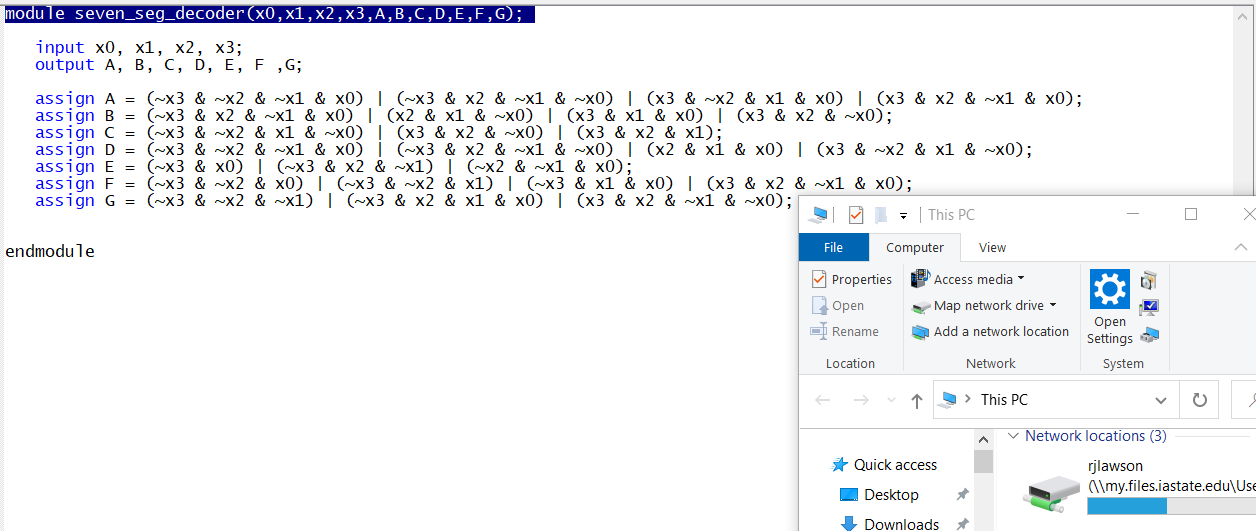 module seven_seg_decoder(x0,x1,x2,x3,A,B,C,D,E,F,G);
input x0, x1, x2, x3;
output A, B, C, D, E, F ,G;
assign A = (~x3 & ~x2 & ~x1 & x0) | (~x3 & x2 & ~x1 & ~x0) | (x3 & ~x2 & x1 & x0) | (x3 & x2 & ~x1 & x0);
assign B = (~x3 & x2 & ~x1 & x0) | (x2 & x1 & ~x0) | (x3 & x1 & x0) | (x3 & x2 & ~x0);
assign C = (~x3 & ~x2 & x1 & ~x0) | (x3 & x2 & ~x0) | (x3 & x2 & x1);
assign D = (~x3 & ~x2 & ~x1 & x0) | (~x3 & x2 & ~x1 & ~x0) | (x2 & x1 & x0) | (x3 & ~x2 & x1 & ~x0);
assign E = (~x3 & x0) | (~x3 & x2 & ~x1) | (~x2 & ~x1 & x0);
assign F = (~x3 & ~x2 & x0) | (~x3 & ~x2 & x1) | (~x3 & x1 & x0) | (x3 & x2 & ~x1 & x0);
assign G = (~x3 & ~x2 & ~x1) | (~x3 & x2 & x1 & x0) | (x3 & x2 & ~x1 & ~x0);
endmodule
This PC
File Computer View
Properties
Open
Rename
Location
Access media
Map network drive
Add a network location
Network
Open
Settings
System
This PC
Quick access
Desktop
Downloads
Network locations (3)
rjlawson
(\\my.files.iastate.edu\Use